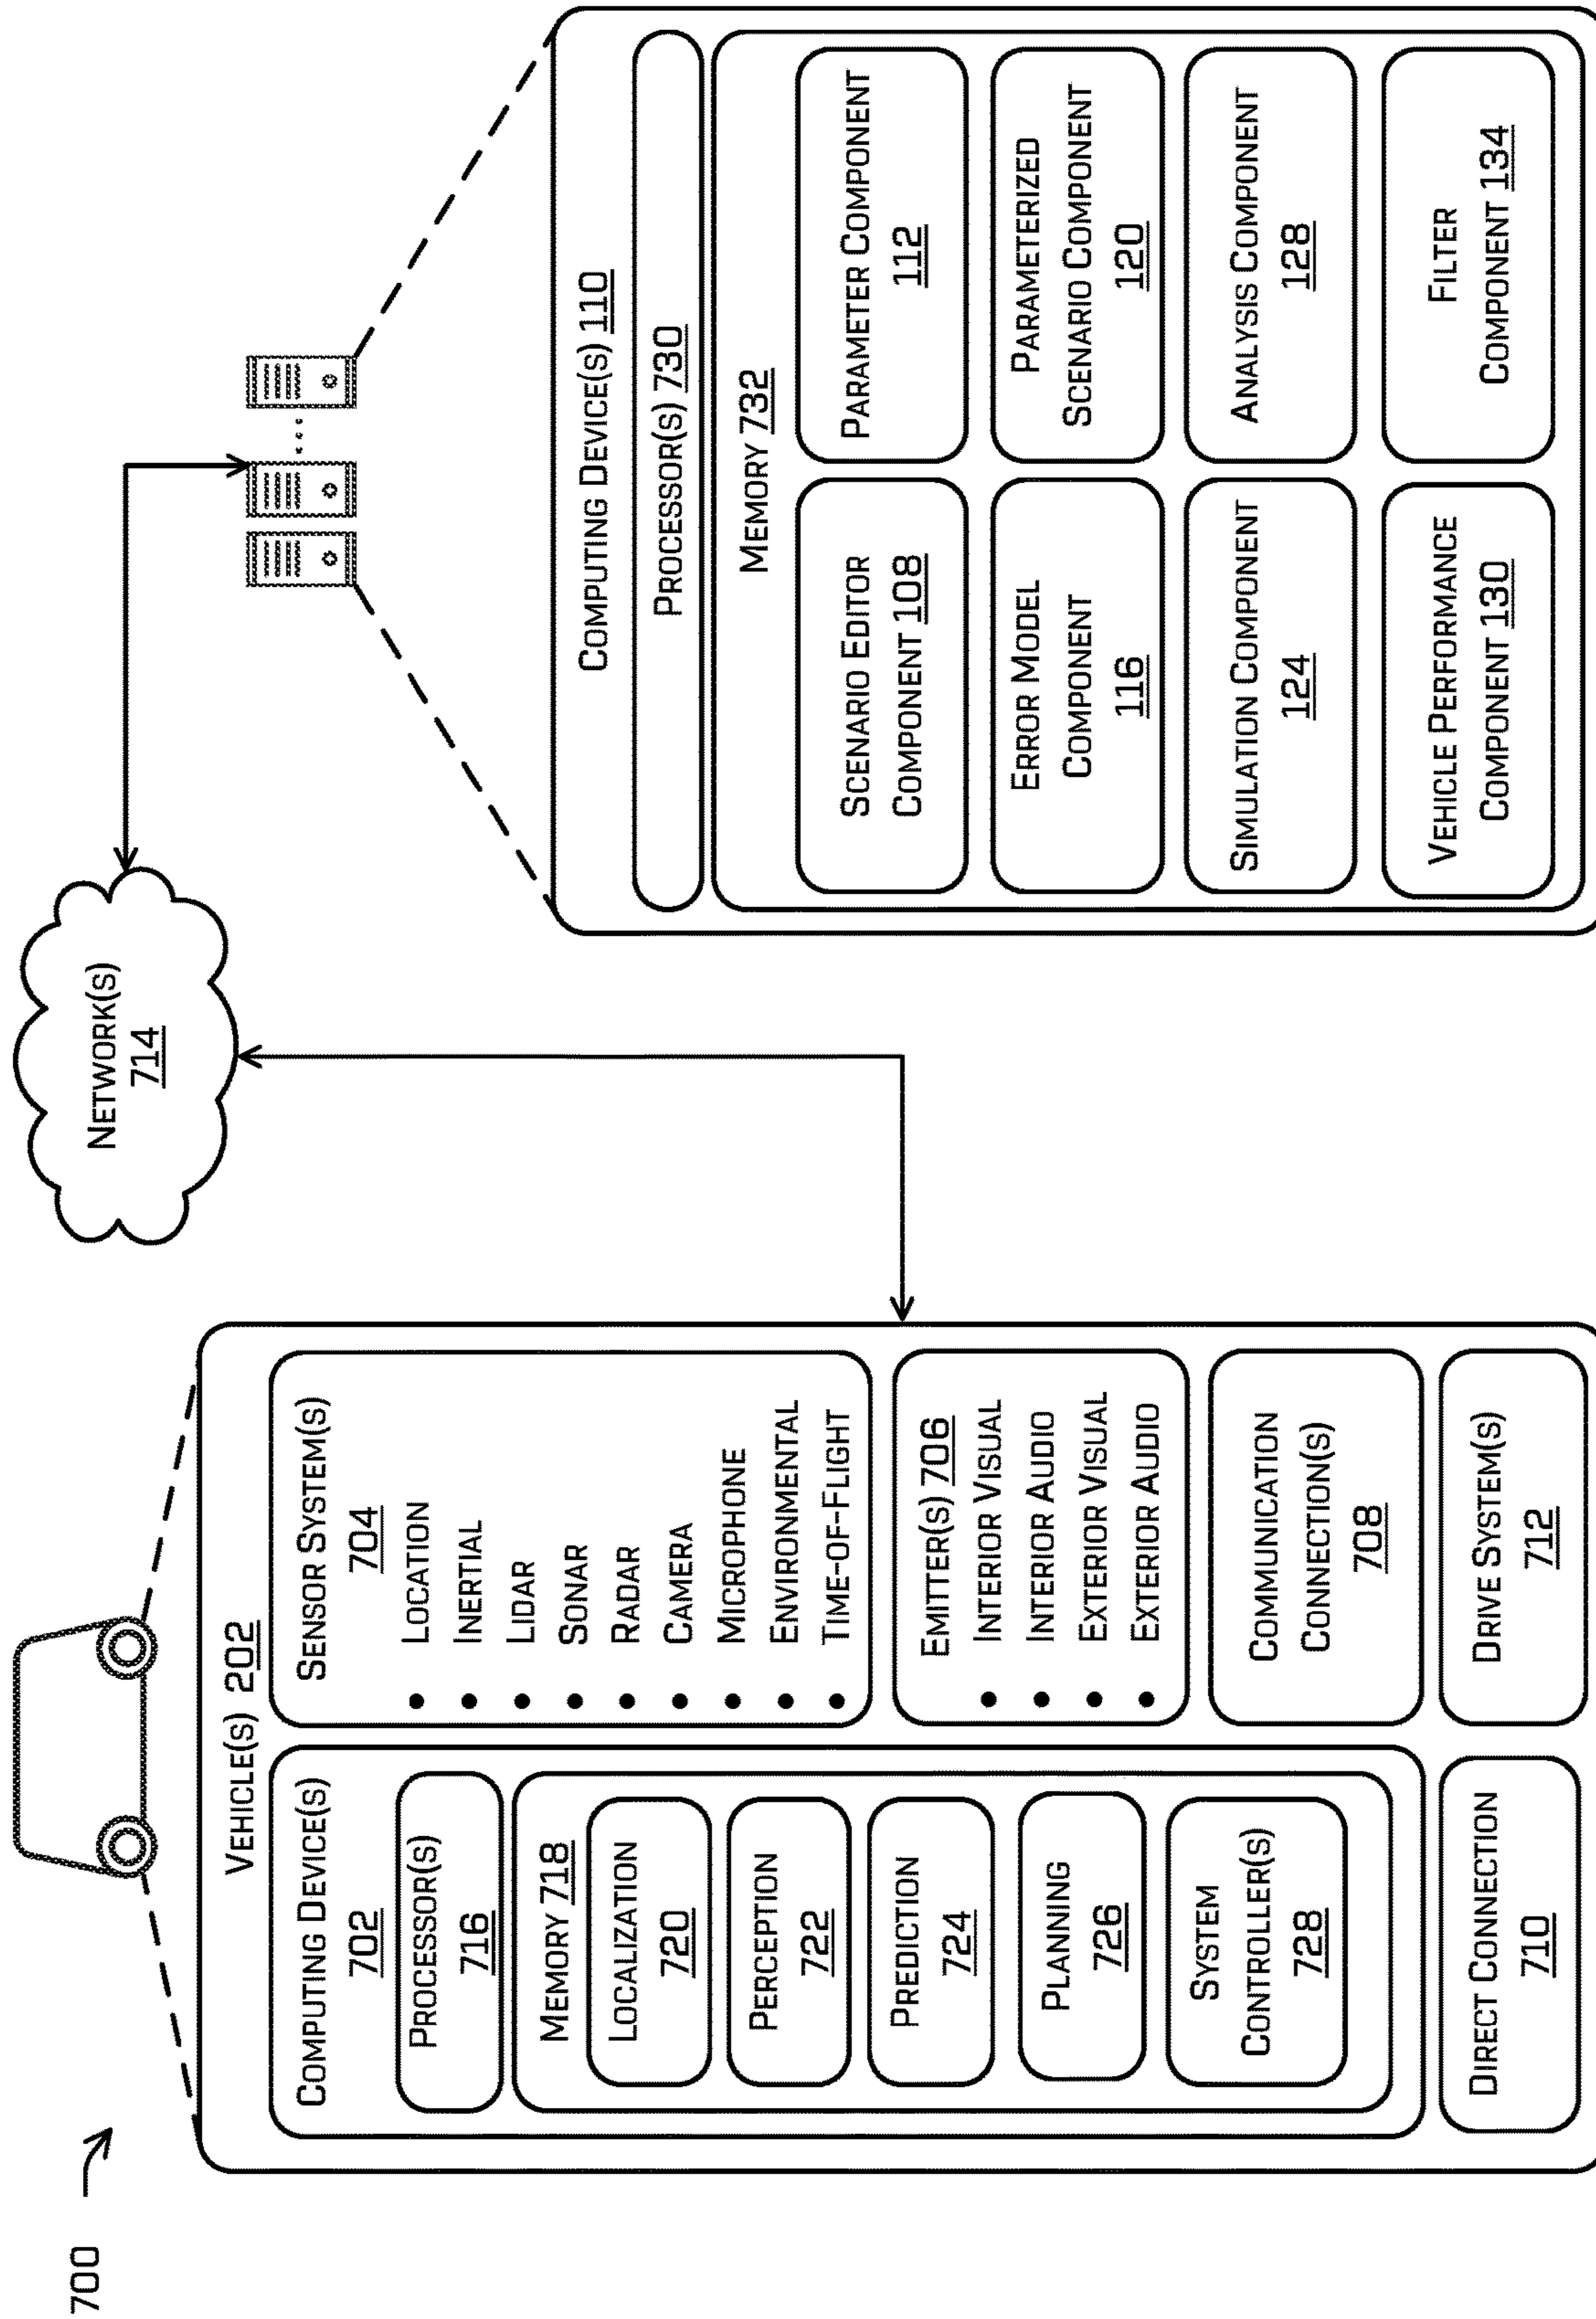 700
VEHICLE(S) 202
COMPUTING DEVICE(S)
702
PROCESSOR(S)
716
MEMORY 718
LOCALIZATION
720
PERCEPTION
722
PREDICTION
724
PLANNING
726
SYSTEM
CONTROLLER(S)
728
DIRECT CONNECTION
710
SENSOR SYSTEM(S)
704
• LOCATION
• INERTIAL
• LIDAR
• SONAR
• RADAR
• CAMERA
• MICROPHONE
• ENVIRONMENTAL
• TIME-OF-FLIGHT
EMITTER(S) 706
• INTERIOR VISUAL
• INTERIOR AUDIO
• EXTERIOR VISUAL
• EXTERIOR AUDIO
COMMUNICATION
CONNECTION(S)
708
DRIVE SYSTEM(S)
712
NETWORK(S)
714
COMPUTING DEVICE(S) 110
PROCESSOR(S) 730
MEMORY 732
SCENARIO EDITOR
COMPONENT 108
PARAMETER COMPONENT
112
ERROR MODEL
COMPONENT
116
PARAMETERIZED
SCENARIO COMPONENT
120
SIMULATION COMPONENT
124
ANALYSIS COMPONENT
128
VEHICLE PERFORMANCE
COMPONENT 130
FILTER
COMPONENT 134